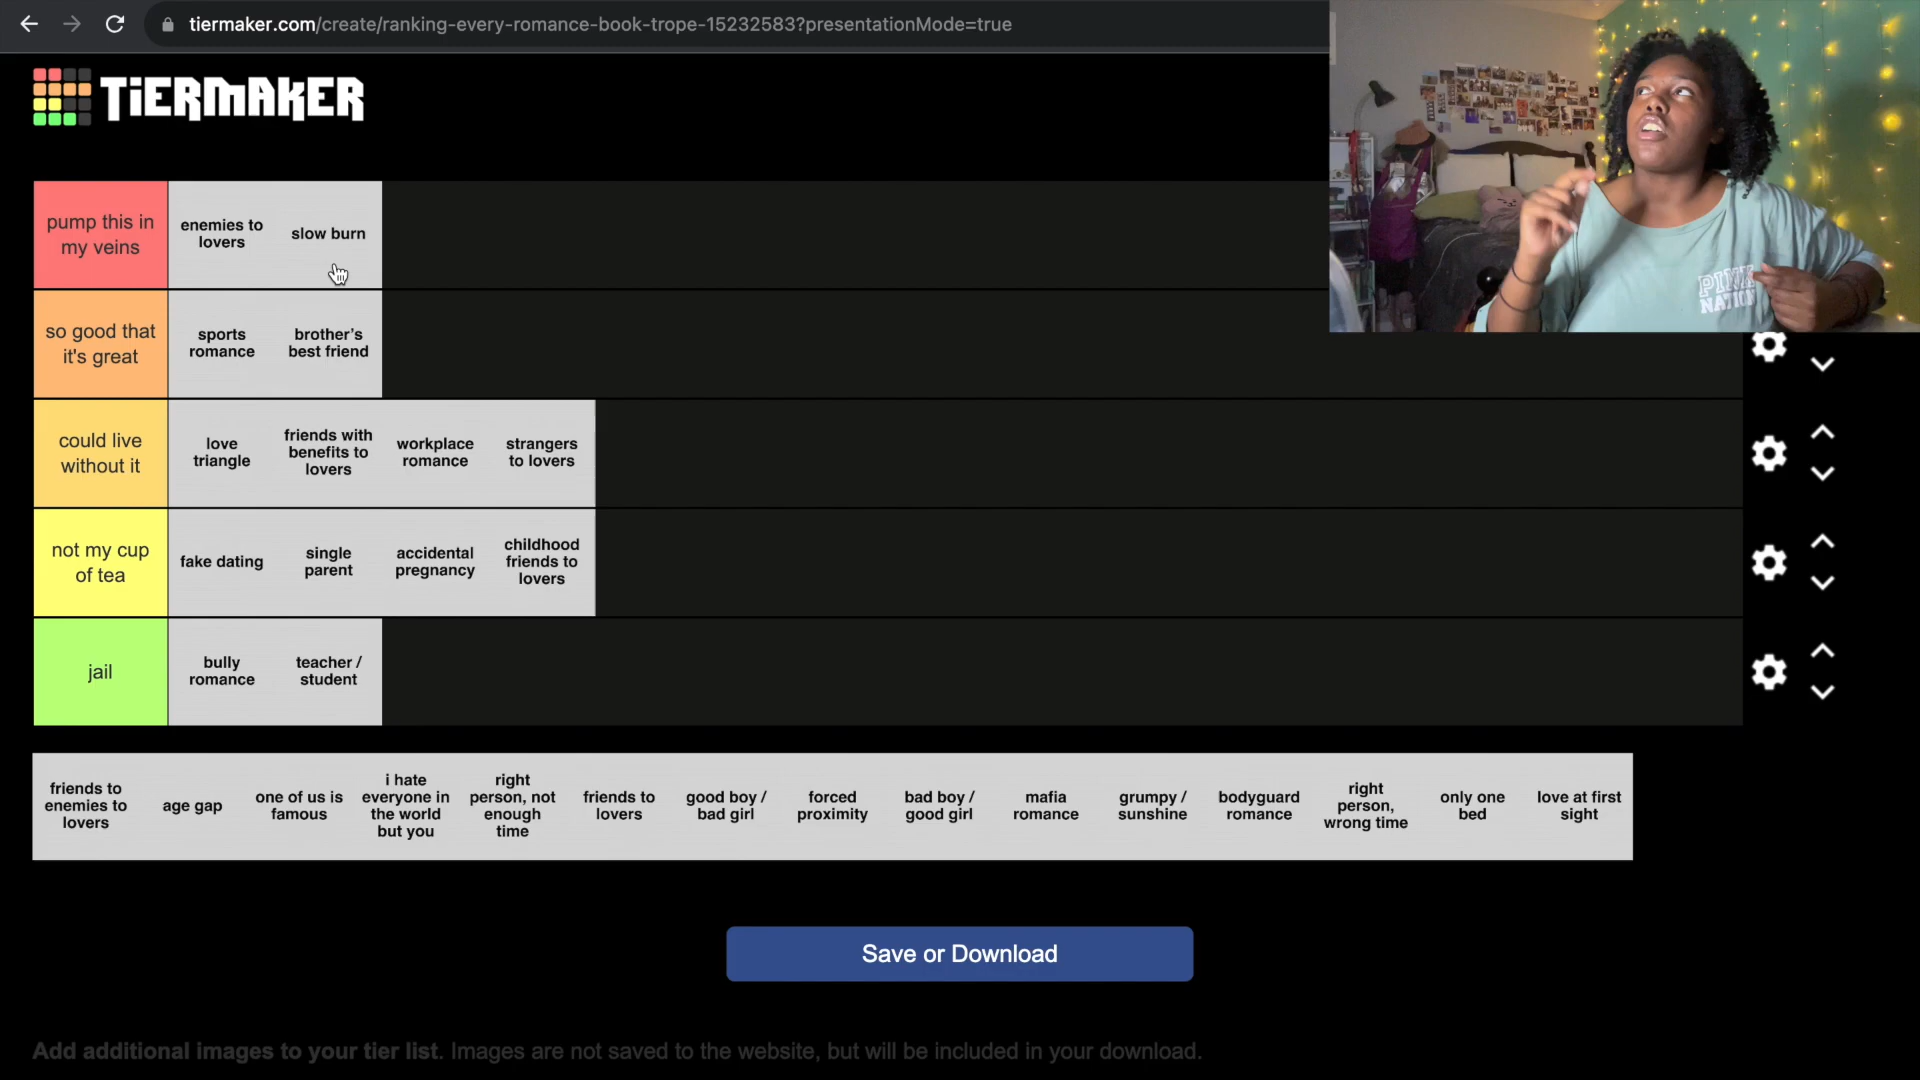 tiermaker.com/create/ranking-every-romance-book-trope-15232583?presentationMode=true
TiERMAKER
pump this in
my veins
enemies to
lovers
slow burn
so good that
it's great
sports
romance
brother's
best friend
could live
without it
love
triangle
friends with
benefits to
lovers
workplace
romance
strangers
to lovers
not my cup
of tea
fake dating
single
parent
accidental
pregnancy
childhood
friends to
lovers
jail
bully
romance
teacher /
student
friends to
enemies to
lovers
age gap
one of us is
famous
i hate
everyone in
the world
but you
right
person, not
enough
time
friends to
lovers
good boy /
bad girl
forced
proximity
bad boy /
good girl
mafia
romance
grumpy /
sunshine
bodyguard
romance
right
person,
wrong time
only one
bed
love at first
sight
Save or Download
Add additional images to your tier list. Images are not saved to the website, but will be included in your download.
PINK
NATION